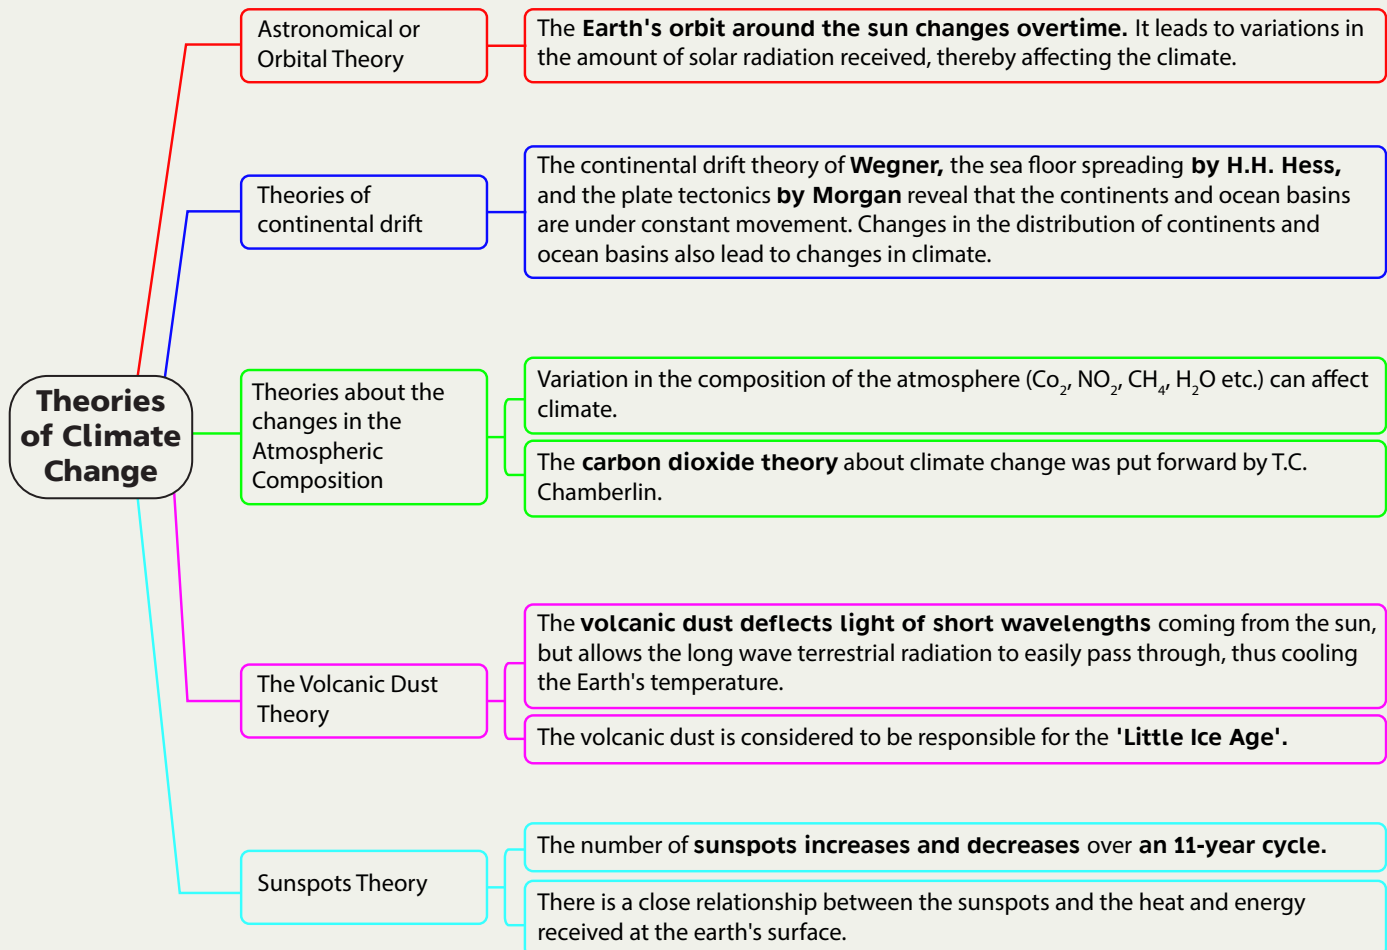 Theories
of Climate
Change
Astronomical or
Orbital Theory
The Earth's orbit around the sun changes overtime. It leads to variations in
the amount of solar radiation received, thereby affecting the climate.
Theories of
continental drift
The continental drift theory of Wegner, the sea floor spreading by H.H. Hess,
and the plate tectonics by Morgan reveal that the continents and ocean basins
are under constant movement. Changes in the distribution of continents and
ocean basins also lead to changes in climate.
Theories about the
changes in the
Atmospheric
Composition
Variation in the composition of the atmosphere (Co₂, NO₂, CH₄, H₂O etc.) can affect
climate.
The carbon dioxide theory about climate change was put forward by T.C.
Chamberlin.
The Volcanic Dust
Theory
The volcanic dust deflects light of short wavelengths coming from the sun,
but allows the long wave terrestrial radiation to easily pass through, thus cooling
the Earth's temperature.
The volcanic dust is considered to be responsible for the 'Little Ice Age'.
Sunspots Theory
The number of sunspots increases and decreases over an 11-year cycle.
There is a close relationship between the sunspots and the heat and energy
received at the earth's surface.